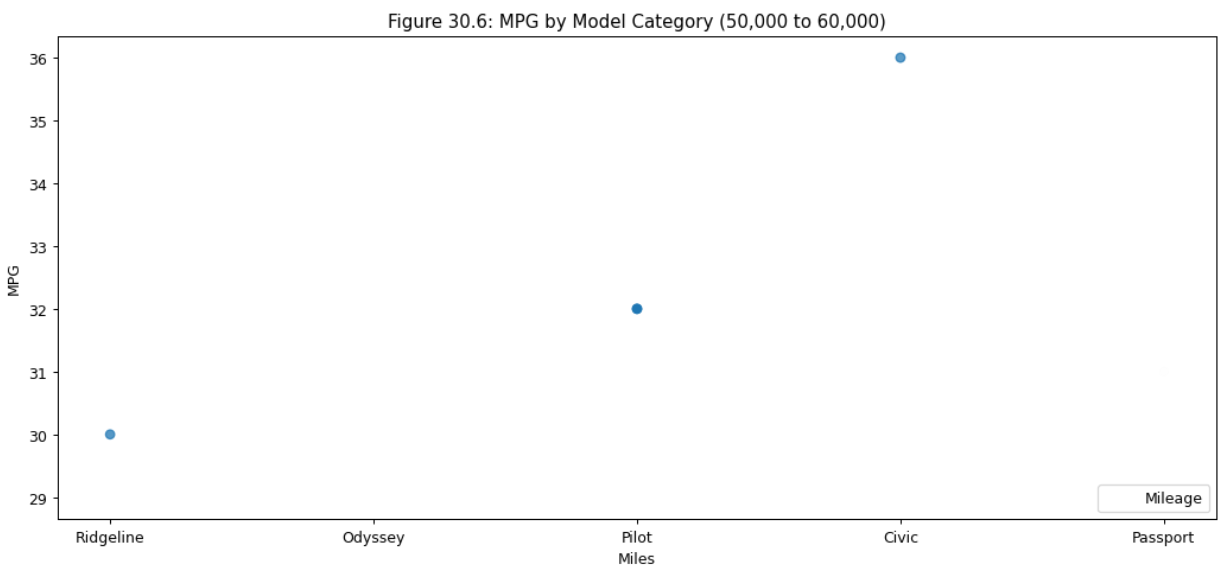 Figure 30.6: MPG by Model Category (50,000 to 60,000)
36
35
34
33
32
31
30
29
MPG
Mileage
Ridgeline Odyssey Pilot Civic Passport
Miles